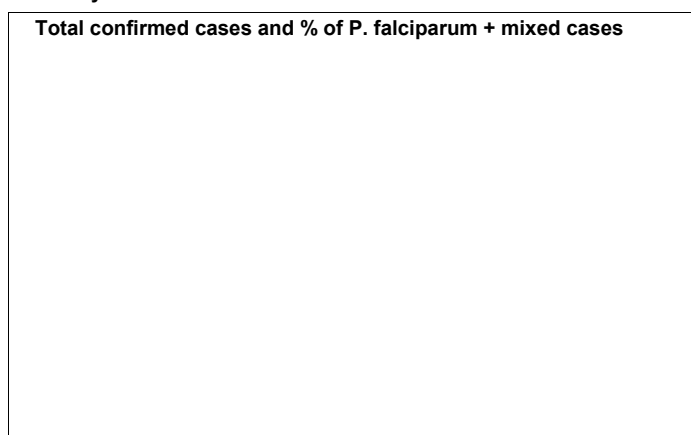 Total confirmed cases and % of P. falciparum + mixed cases